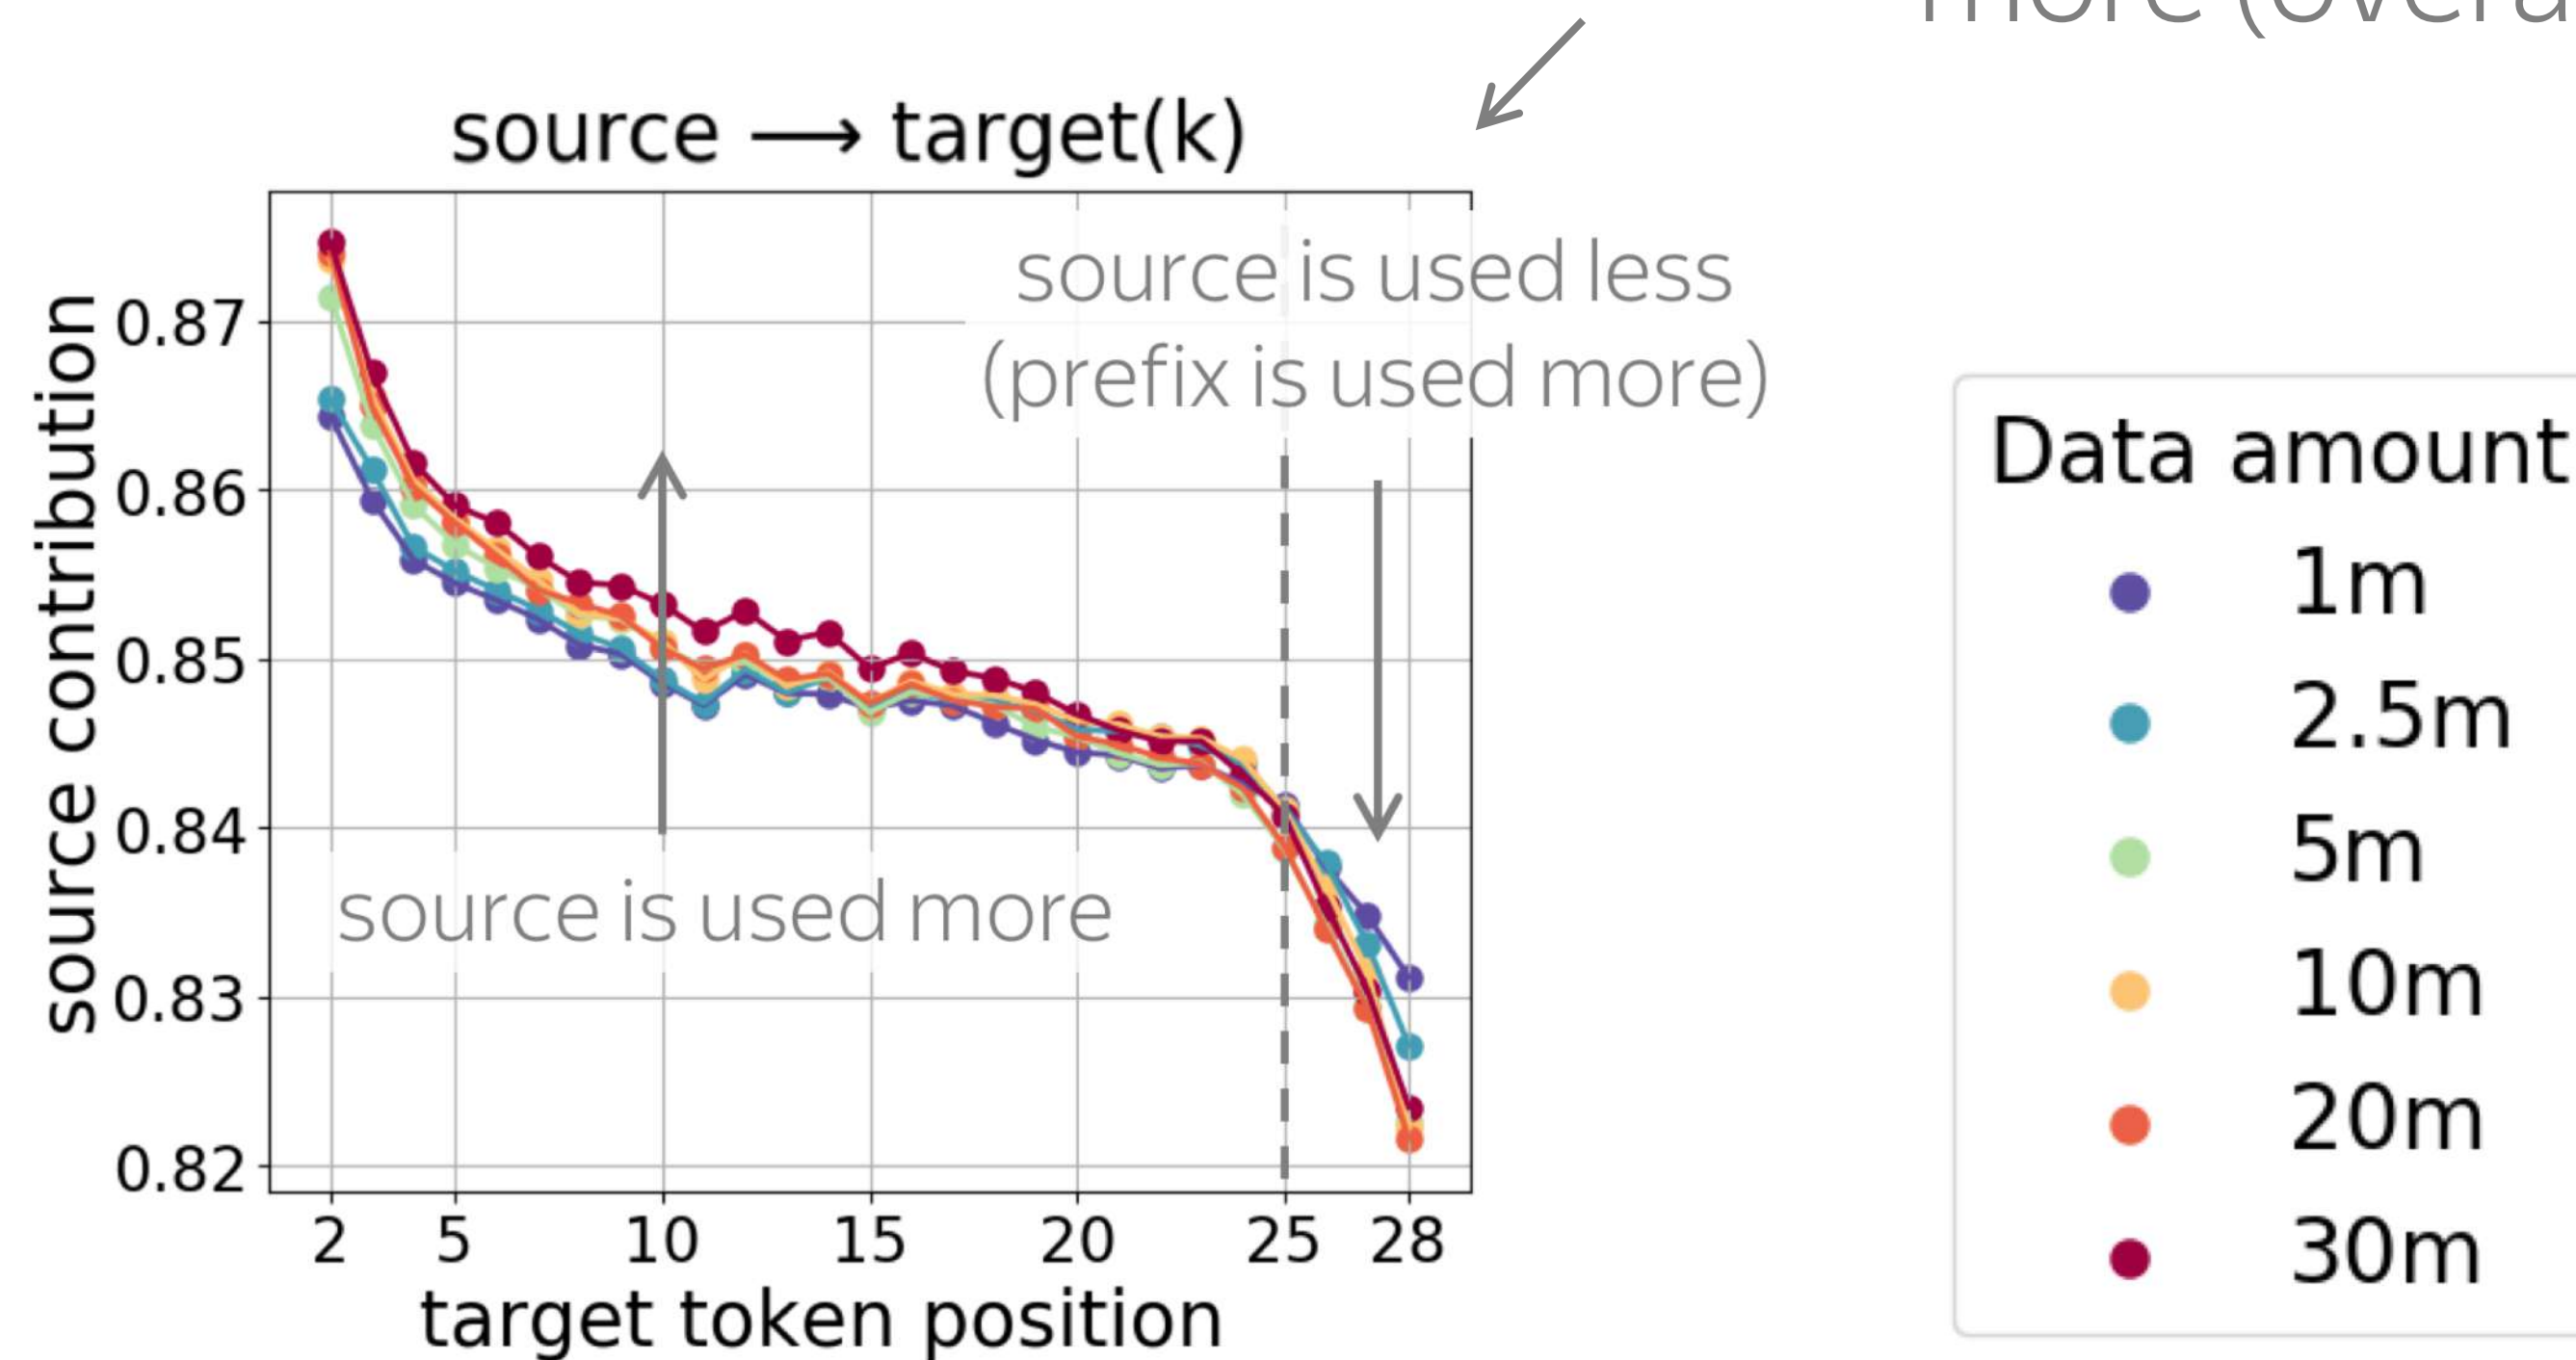 more (overa
source ⟶ target(k)
source is used less
(prefix is used more)
source is used more
source contribution
0.87
0.86
0.85
0.84
0.83
0.82
2 5 10 15 20 25 28
target token position
Data amount
1m
2.5m
5m
10m
20m
30m